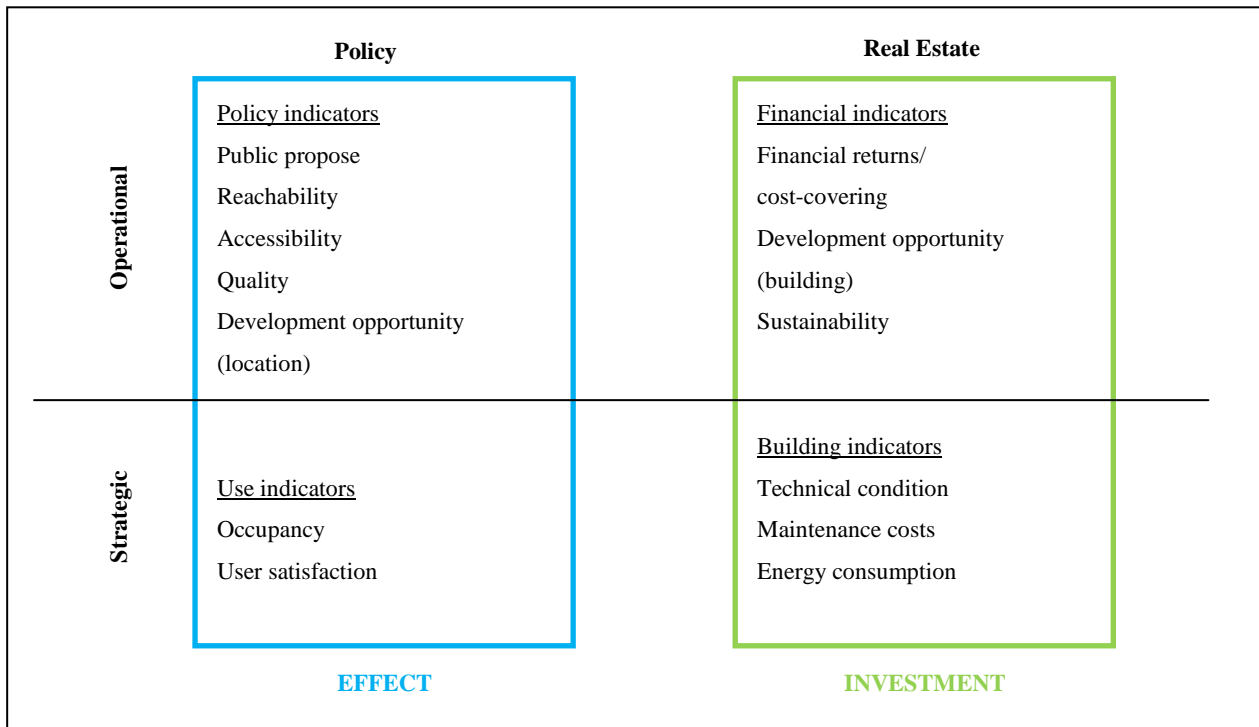 Policy
Real Estate
Operational
Policy indicators
Public propose
Reachability
Accessibility
Quality
Development opportunity
(location)
Financial indicators
Financial returns/
cost-covering
Development opportunity
(building)
Sustainability
Strategic
Use indicators
Occupancy
User satisfaction
Building indicators
Technical condition
Maintenance costs
Energy consumption
EFFECT
INVESTMENT